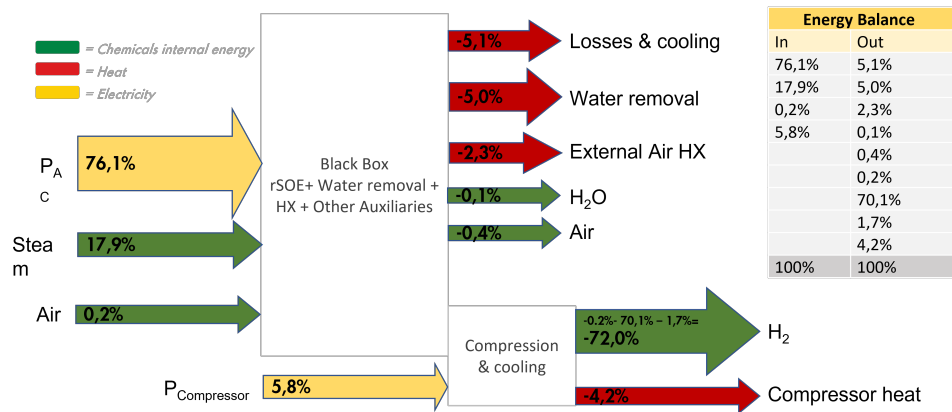 = Chemicals internal energy
= Heat
= Electricity
P_A
C
76,1%
Stea
m
17,9%
Air
0,2%
P_Compressor
5,8%
Black Box
rSOE+ Water removal +
HX + Other Auxiliaries
-5,1%
Losses & cooling
-5,0%
Water removal
-2,3%
External Air HX
-0,1%
H₂O
-0,4%
Air
Compression
& cooling
-0.2%- 70,1% – 1,7%=
-72,0%
H₂
-4,2%
Compressor heat
Energy Balance
In Out
76,1% 5,1%
17,9% 5,0%
0,2% 2,3%
5,8% 0,1%
0,4%
0,2%
70,1%
1,7%
4,2%
100% 100%